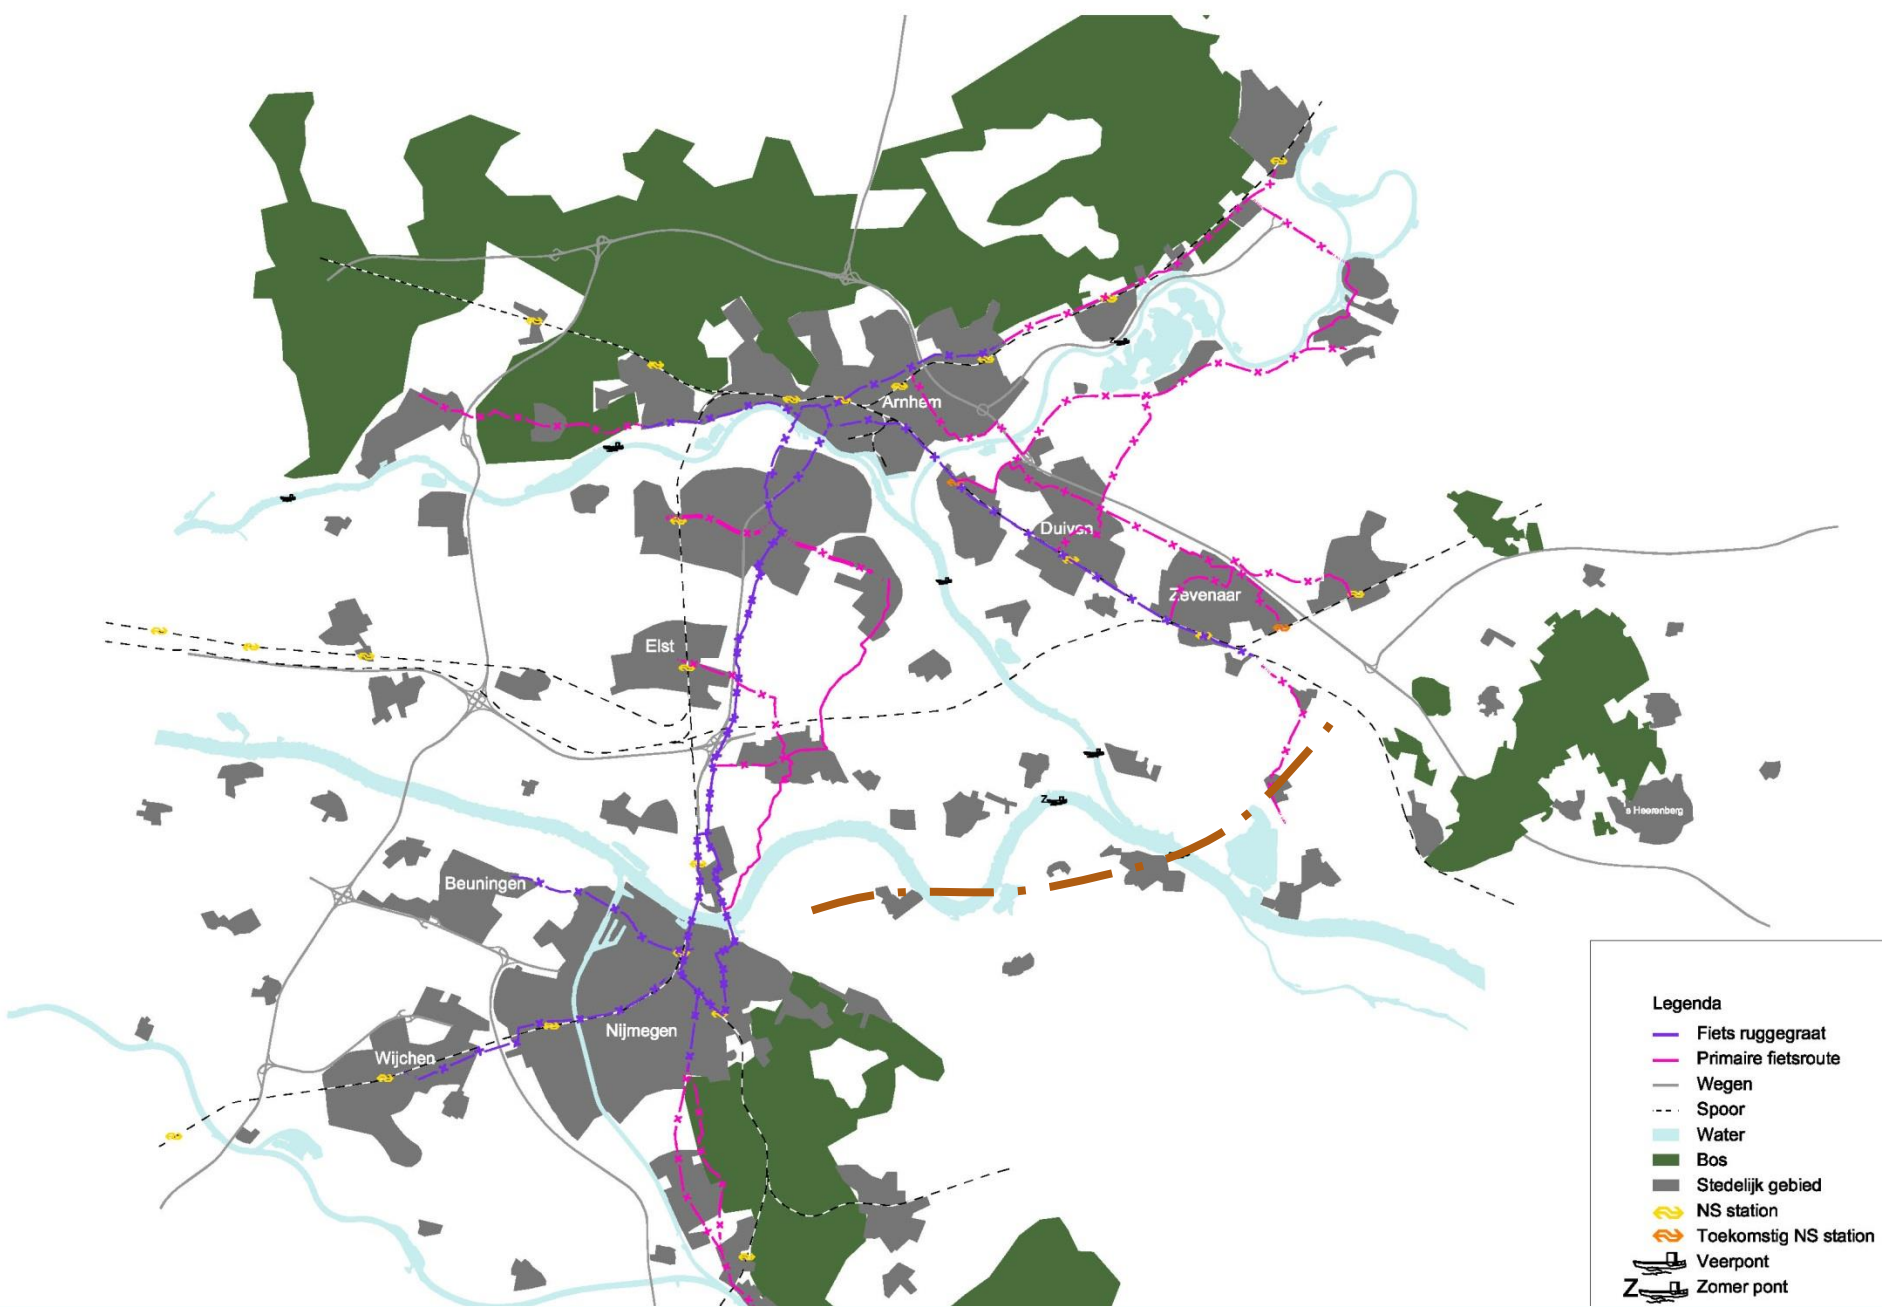 Arnhem
Duiven
Zevenaar
Elst
's Heerenberg
Beuningen
Nijmegen
Wijchen
Z
Z
Legenda
Fiets ruggegraat
Primaire fietsroute
Wegen
Spoor
Water
Bos
Stedelijk gebied
NS station
Toekomstig NS station
Veerpont
Z Zomer pont